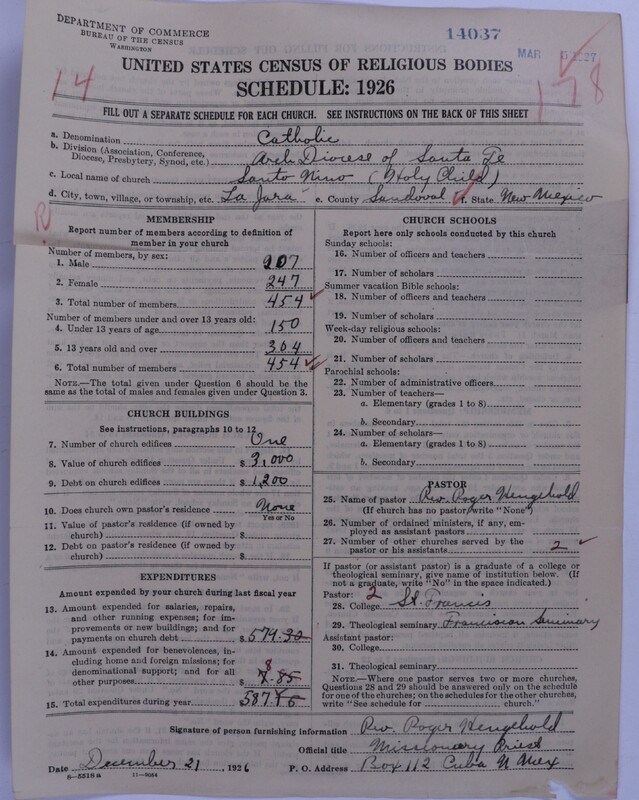 DEPARTMENT OF COMMERCE
BUREAU OF THE CENSUS
WASHINGTON
14037
MAR 5 1927
14
178
UNITED STATES CENSUS OF RELIGIOUS BODIES
SCHEDULE: 1926
FILL OUT A SEPARATE SCHEDULE FOR EACH CHURCH. SEE INSTRUCTIONS ON THE BACK OF THIS SHEET
a. Denomination Catholic
b. Division (Association, Conference, Diocese, Presbytery, Synod, etc.) Arch Diocese of Santa Fe
c. Local name of church Santo Nino (Holy Child)
d. City, town, village, or township, etc. La Jara e. County Sandoval f. State New Mexico
R
MEMBERSHIP
Report number of members according to definition of
member in your church
Number of members, by sex:
1. Male 207
2. Female 247
3. Total number of members 454
Number of members under and over 13 years old:
4. Under 13 years of age 150
5. 13 years old and over 304
6. Total number of members 454
NOTE.—The total given under Question 6 should be the
same as the total of males and females given under Question 3.
CHURCH BUILDINGS
See instructions, paragraphs 10 to 12
7. Number of church edifices One
8. Value of church edifices $ 3,000
9. Debt on church edifices $ 1,200
10. Does church own pastor's residence None
Yes or No
11. Value of pastor's residence (if owned by
church) $
12. Debt on pastor's residence (if owned by
church) $
EXPENDITURES
Amount expended by your church during last fiscal year
13. Amount expended for salaries, repairs,
and other running expenses; for im-
provements or new buildings; and for
payments on church debt $ 579.30
14. Amount expended for benevolences, in-
cluding home and foreign missions; for
denominational support; and for all
other purposes $ 8 7.85
15. Total expenditures during year 587.15
CHURCH SCHOOLS
Report here only schools conducted by this church
Sunday schools:
16. Number of officers and teachers
17. Number of scholars
Summer vacation Bible schools:
18. Number of officers and teachers
19. Number of scholars
Week-day religious schools:
20. Number of officers and teachers
21. Number of scholars
Parochial schools:
22. Number of administrative officers
23. Number of teachers—
a. Elementary (grades 1 to 8)
b. Secondary
24. Number of scholars—
a. Elementary (grades 1 to 8)
b. Secondary
PASTOR
25. Name of pastor Rev. Roger Hengehold
(If church has no pastor, write "None")
26. Number of ordained ministers, if any, em-
ployed as assistant pastors
27. Number of other churches served by the
pastor or his assistants 2
If pastor (or assistant pastor) is a graduate of a college or
theological seminary, give name of institution below. (If
not a graduate, write "No" in the space indicated.)
Pastor: 2
28. College St. Francis
29. Theological seminary Franciscan Seminary
Assistant pastor:
30. College
31. Theological seminary
NOTE.—Where one pastor serves two or more churches,
Questions 28 and 29 should be answered only on the schedule
for one of the churches; on the schedules for the other churches,
write "See schedule for church."
Signature of person furnishing information Rev. Roger Hengehold
Official title Missionary Priest
Date December 21, 1926 P. O. Address Box 112 Cuba N Mex
8—5518 a 11—9084